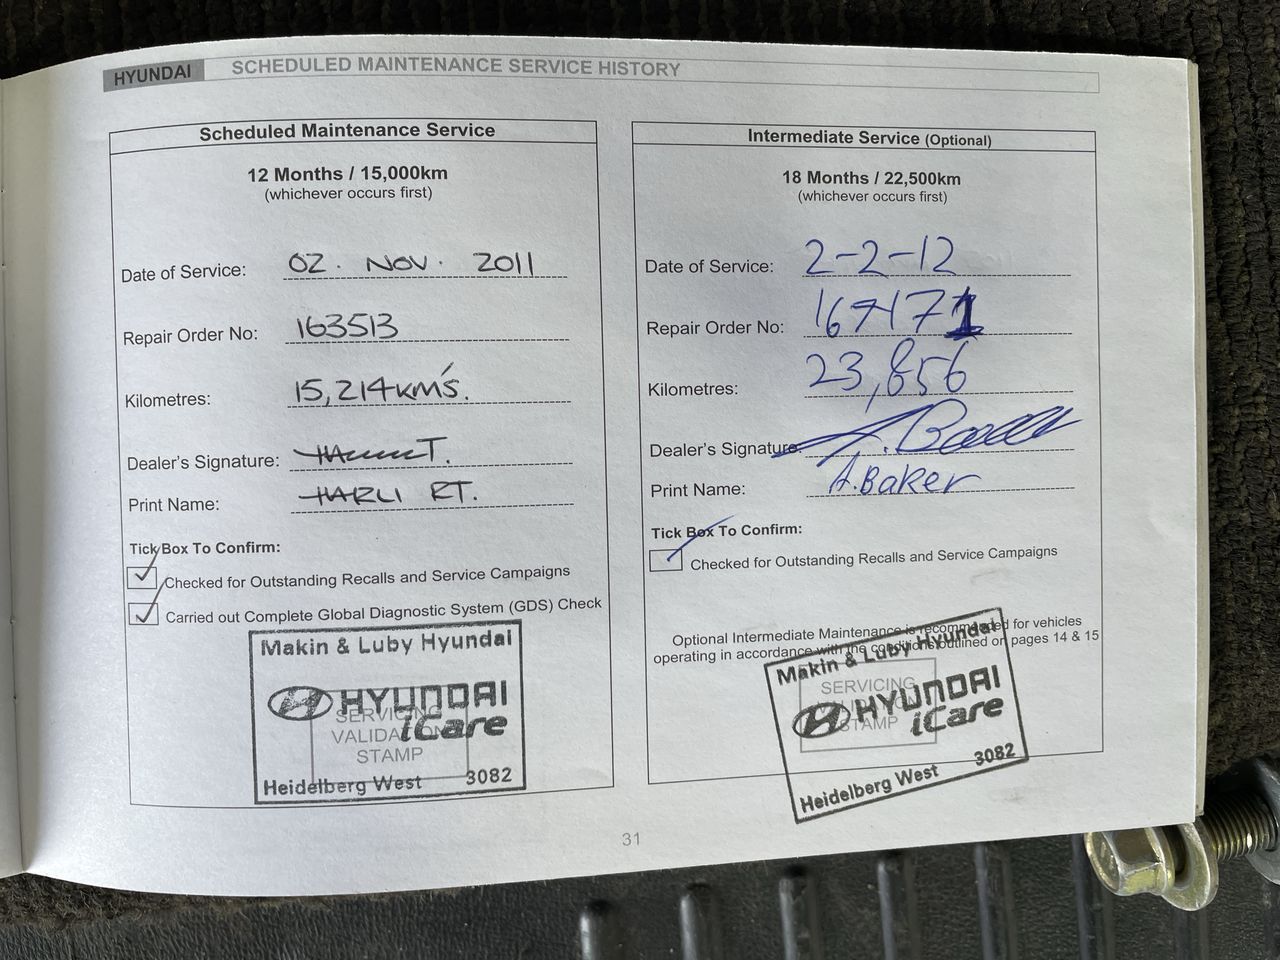 HYUNDAI SCHEDULED MAINTENANCE SERVICE HISTORY
Scheduled Maintenance Service
12 Months / 15,000km
(whichever occurs first)
Date of Service: 02. NOV. 2011
Repair Order No: 163513
Kilometres: 15,214km's.
Dealer's Signature:
Print Name: HARLI RT.
Tick Box To Confirm:
Checked for Outstanding Recalls and Service Campaigns
Carried out Complete Global Diagnostic System (GDS) Check
Makin & Luby Hyundai
HYUNDAI
iCare
SERVICING
VALIDATION
STAMP
Heidelberg West 3082
Intermediate Service (Optional)
18 Months / 22,500km
(whichever occurs first)
Date of Service: 2-2-12
Repair Order No:
Kilometres: 23,856
Dealer's Signature:
Print Name: A. Baker
Tick Box To Confirm:
Checked for Outstanding Recalls and Service Campaigns
Optional Intermediate Maintenance is recommended for vehicles
operating in accordance with the conditions outlined on pages 14 & 15
Makin & Luby Hyundai
SERVICING
HYUNDAI
iCare
STAMP
Heidelberg West 3082
31